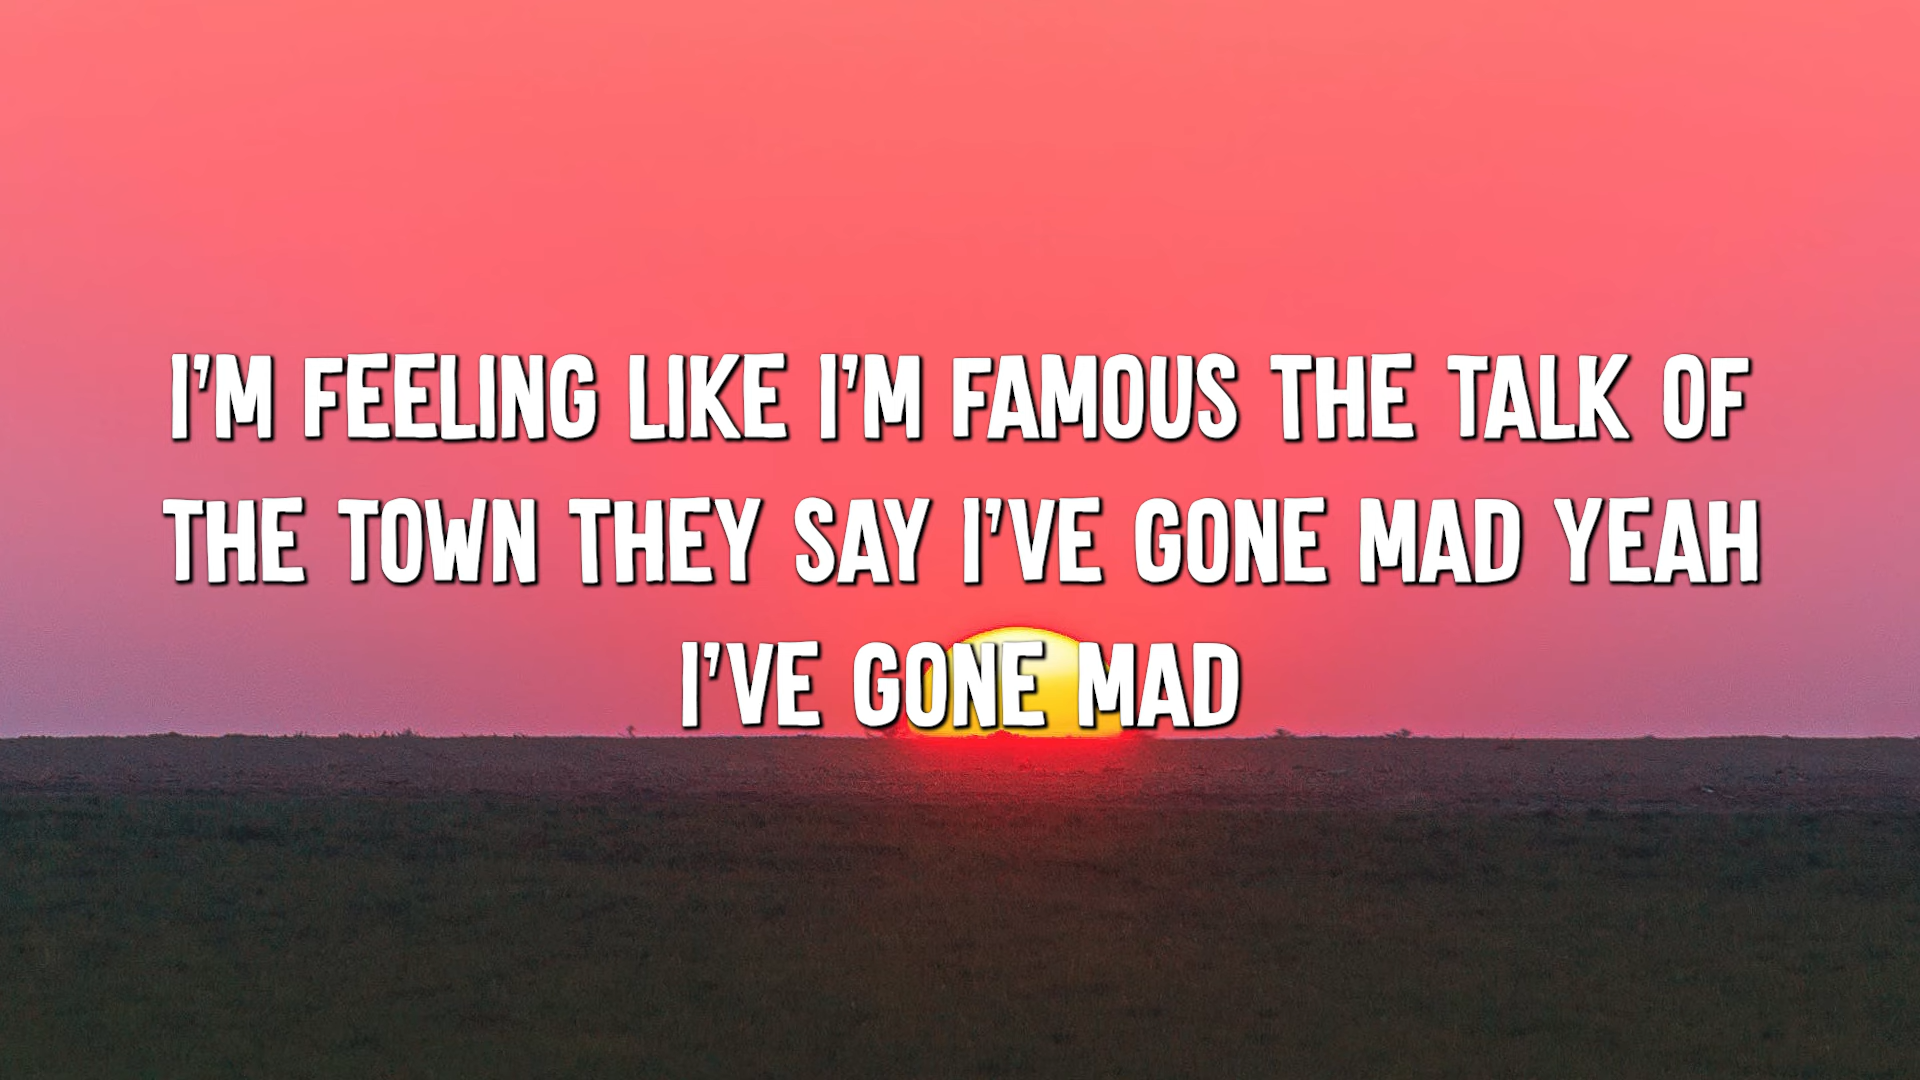 I'M FEELING LIKE I'M FAMOUS THE TALK OF
THE TOWN THEY SAY I'VE GONE MAD YEAH
I'VE GONE MAD